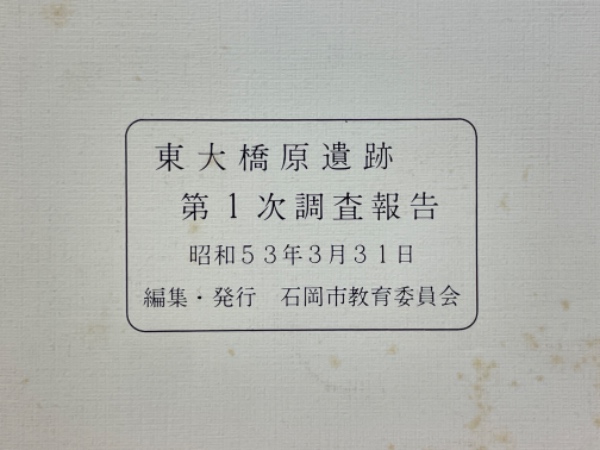 東大橋原遺跡
第１次調査報告
昭和５３年３月３１日
編集・発行　石岡市教育委員会